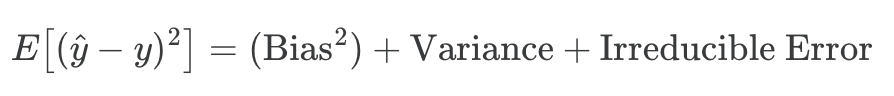 E[(ŷ − y)²] = (Bias²) + Variance + Irreducible Error